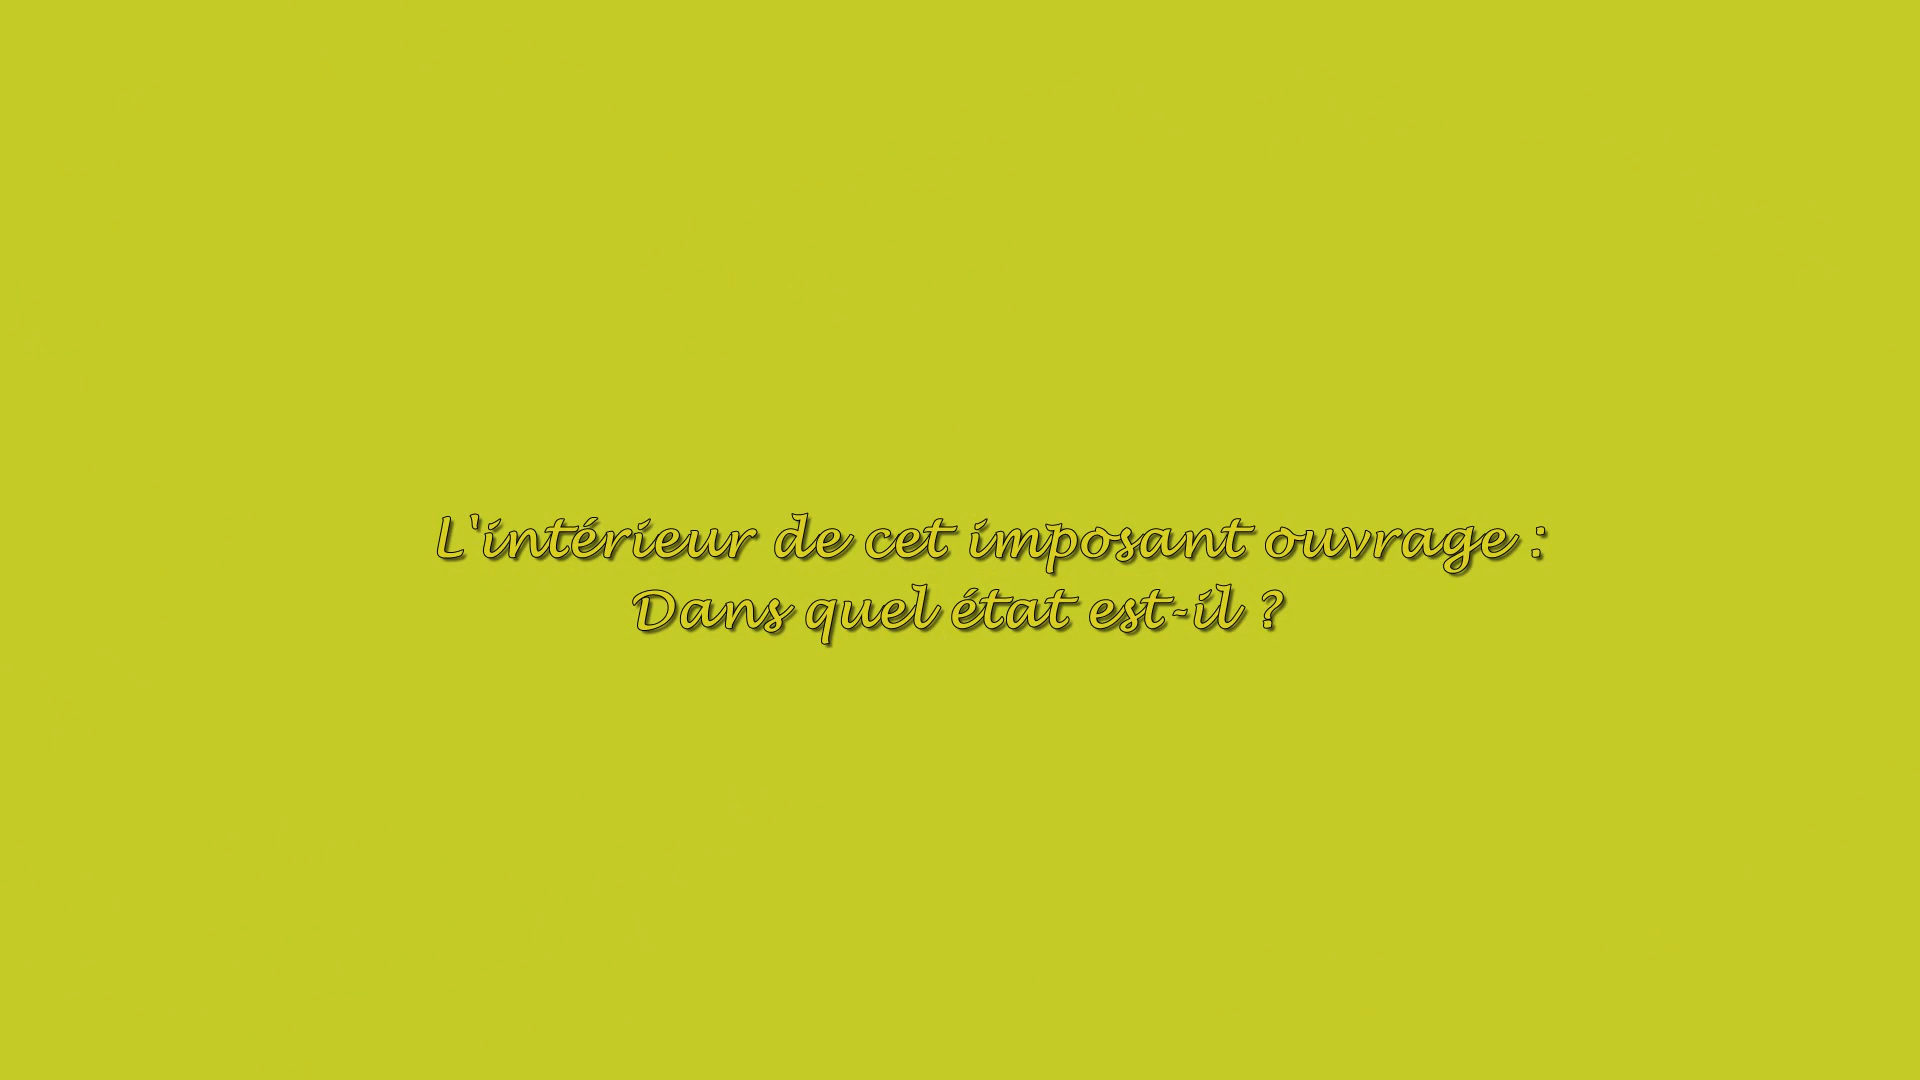 L'intérieur de cet imposant ouvrage :
Dans quel état est-il ?